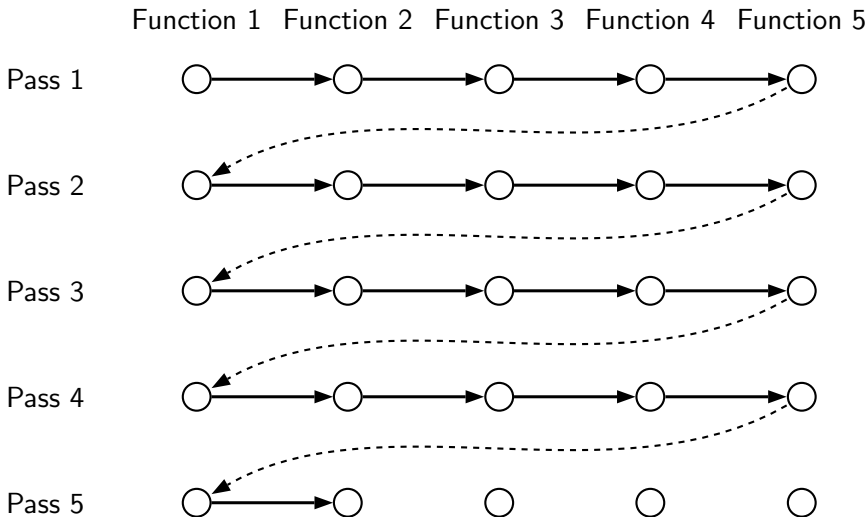 Function 1 Function 2 Function 3 Function 4 Function 5
Pass 1
Pass 2
Pass 3
Pass 4
Pass 5